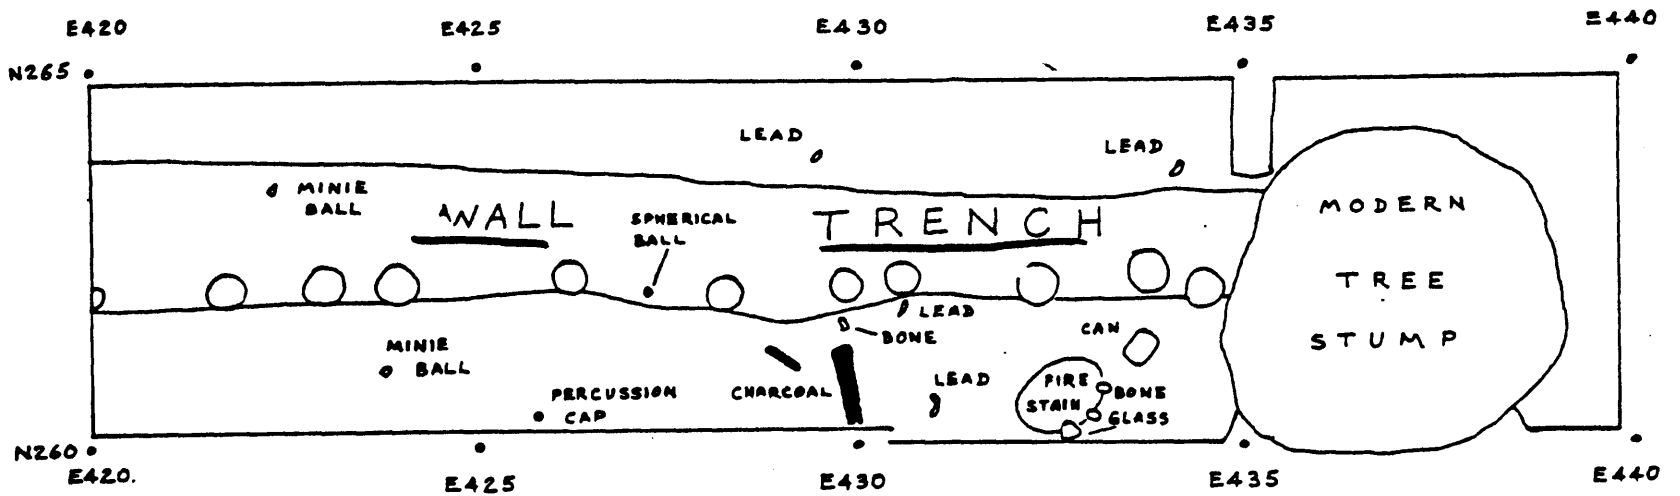 E420 E425 E430 E435 E440
N265
LEAD
LEAD
MINIE
BALL
WALL
SPHERICAL
BALL
TRENCH
MODERN
TREE
STUMP
LEAD
BONE
CAN
MINIE
BALL
PERCUSSION
CAP
CHARCOAL
LEAD
FIRE
STAIN
BONE
GLASS
N260
E420. E425 E430 E435 E440